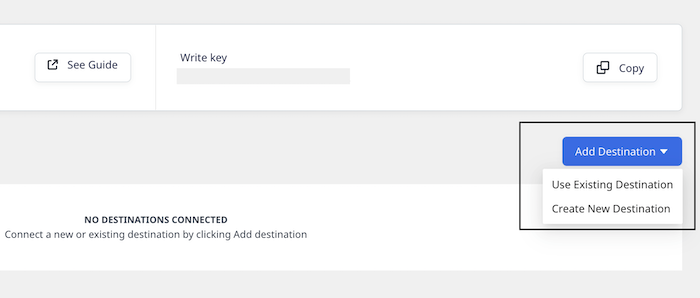 See Guide
Write key
Copy
Add Destination
Use Existing Destination
Create New Destination
NO DESTINATIONS CONNECTED
Connect a new or existing destination by clicking Add destination